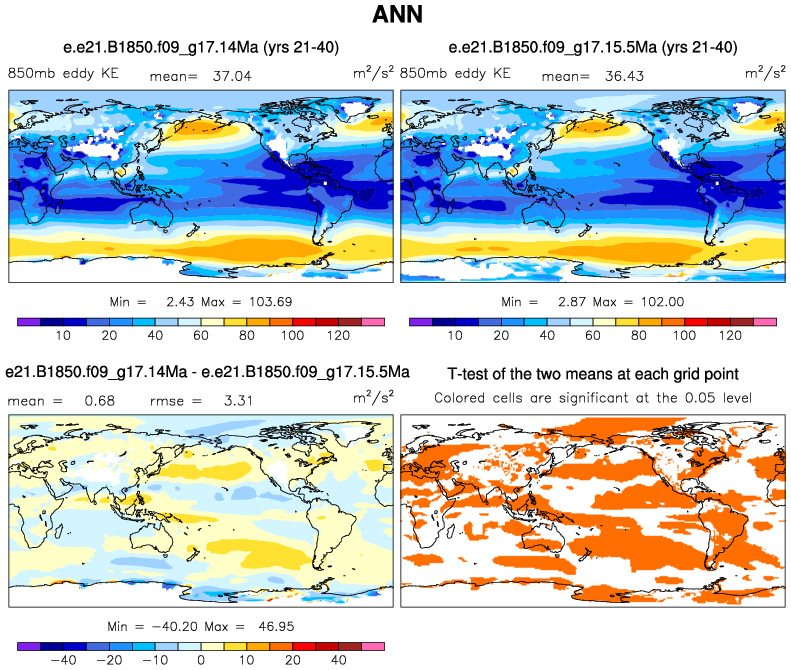 ANN
e.e21.B1850.f09_g17.14Ma (yrs 21-40)
850mb eddy KE mean= 37.04 m²/s²
Min = 2.43 Max = 103.69
10 20 40 60 80 100 120
e.e21.B1850.f09_g17.15.5Ma (yrs 21-40)
850mb eddy KE mean= 36.43 m²/s²
Min = 2.87 Max = 102.00
10 20 40 60 80 100 120
e21.B1850.f09_g17.14Ma - e.e21.B1850.f09_g17.15.5Ma
mean = 0.68 rmse = 3.31 m²/s²
Min = −40.20 Max = 46.95
−40 −20 −10 0 10 20 40
T-test of the two means at each grid point
Colored cells are significant at the 0.05 level